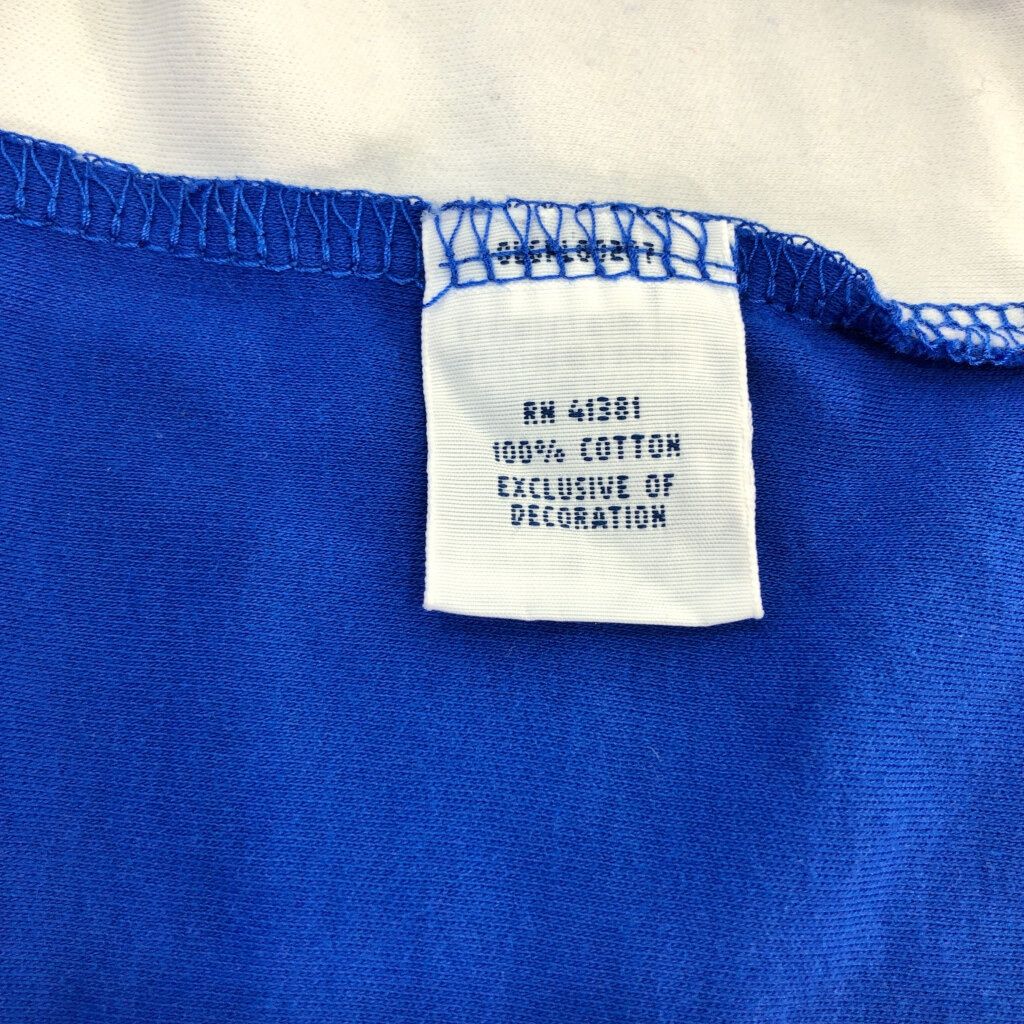 RN 41381
100% COTTON
EXCLUSIVE OF
DECORATION